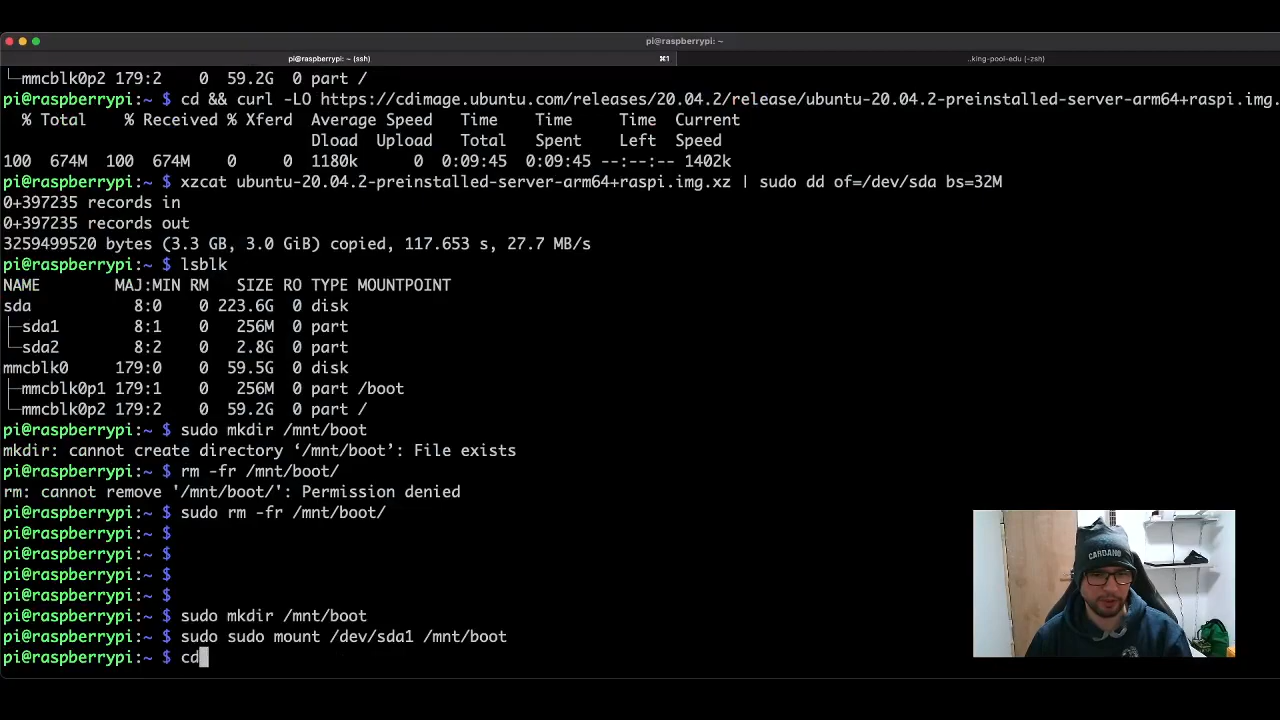 pi@raspberrypi: ~
pi@raspberrypi: ~ (ssh)
⌘1
..king-pool-edu (-zsh)
└─mmcblk0p2 179:2    0  59.2G  0 part /
pi@raspberrypi:~ $ cd && curl -LO https://cdimage.ubuntu.com/releases/20.04.2/release/ubuntu-20.04.2-preinstalled-server-arm64+raspi.img.
  % Total    % Received % Xferd  Average Speed   Time    Time     Time  Current
                                 Dload  Upload   Total   Spent    Left  Speed
100  674M  100  674M    0     0  1180k      0  0:09:45  0:09:45 --:--:-- 1402k
pi@raspberrypi:~ $ xzcat ubuntu-20.04.2-preinstalled-server-arm64+raspi.img.xz | sudo dd of=/dev/sda bs=32M
0+397235 records in
0+397235 records out
3259499520 bytes (3.3 GB, 3.0 GiB) copied, 117.653 s, 27.7 MB/s
pi@raspberrypi:~ $ lsblk
NAME        MAJ:MIN RM   SIZE RO TYPE MOUNTPOINT
sda           8:0    0 223.6G  0 disk
├─sda1        8:1    0   256M  0 part
└─sda2        8:2    0   2.8G  0 part
mmcblk0     179:0    0  59.5G  0 disk
├─mmcblk0p1 179:1    0   256M  0 part /boot
└─mmcblk0p2 179:2    0  59.2G  0 part /
pi@raspberrypi:~ $ sudo mkdir /mnt/boot
mkdir: cannot create directory ‘/mnt/boot’: File exists
pi@raspberrypi:~ $ rm -fr /mnt/boot/
rm: cannot remove '/mnt/boot/': Permission denied
pi@raspberrypi:~ $ sudo rm -fr /mnt/boot/
pi@raspberrypi:~ $
pi@raspberrypi:~ $
pi@raspberrypi:~ $
pi@raspberrypi:~ $
pi@raspberrypi:~ $ sudo mkdir /mnt/boot
pi@raspberrypi:~ $ sudo sudo mount /dev/sda1 /mnt/boot
pi@raspberrypi:~ $ cd
CARDANO